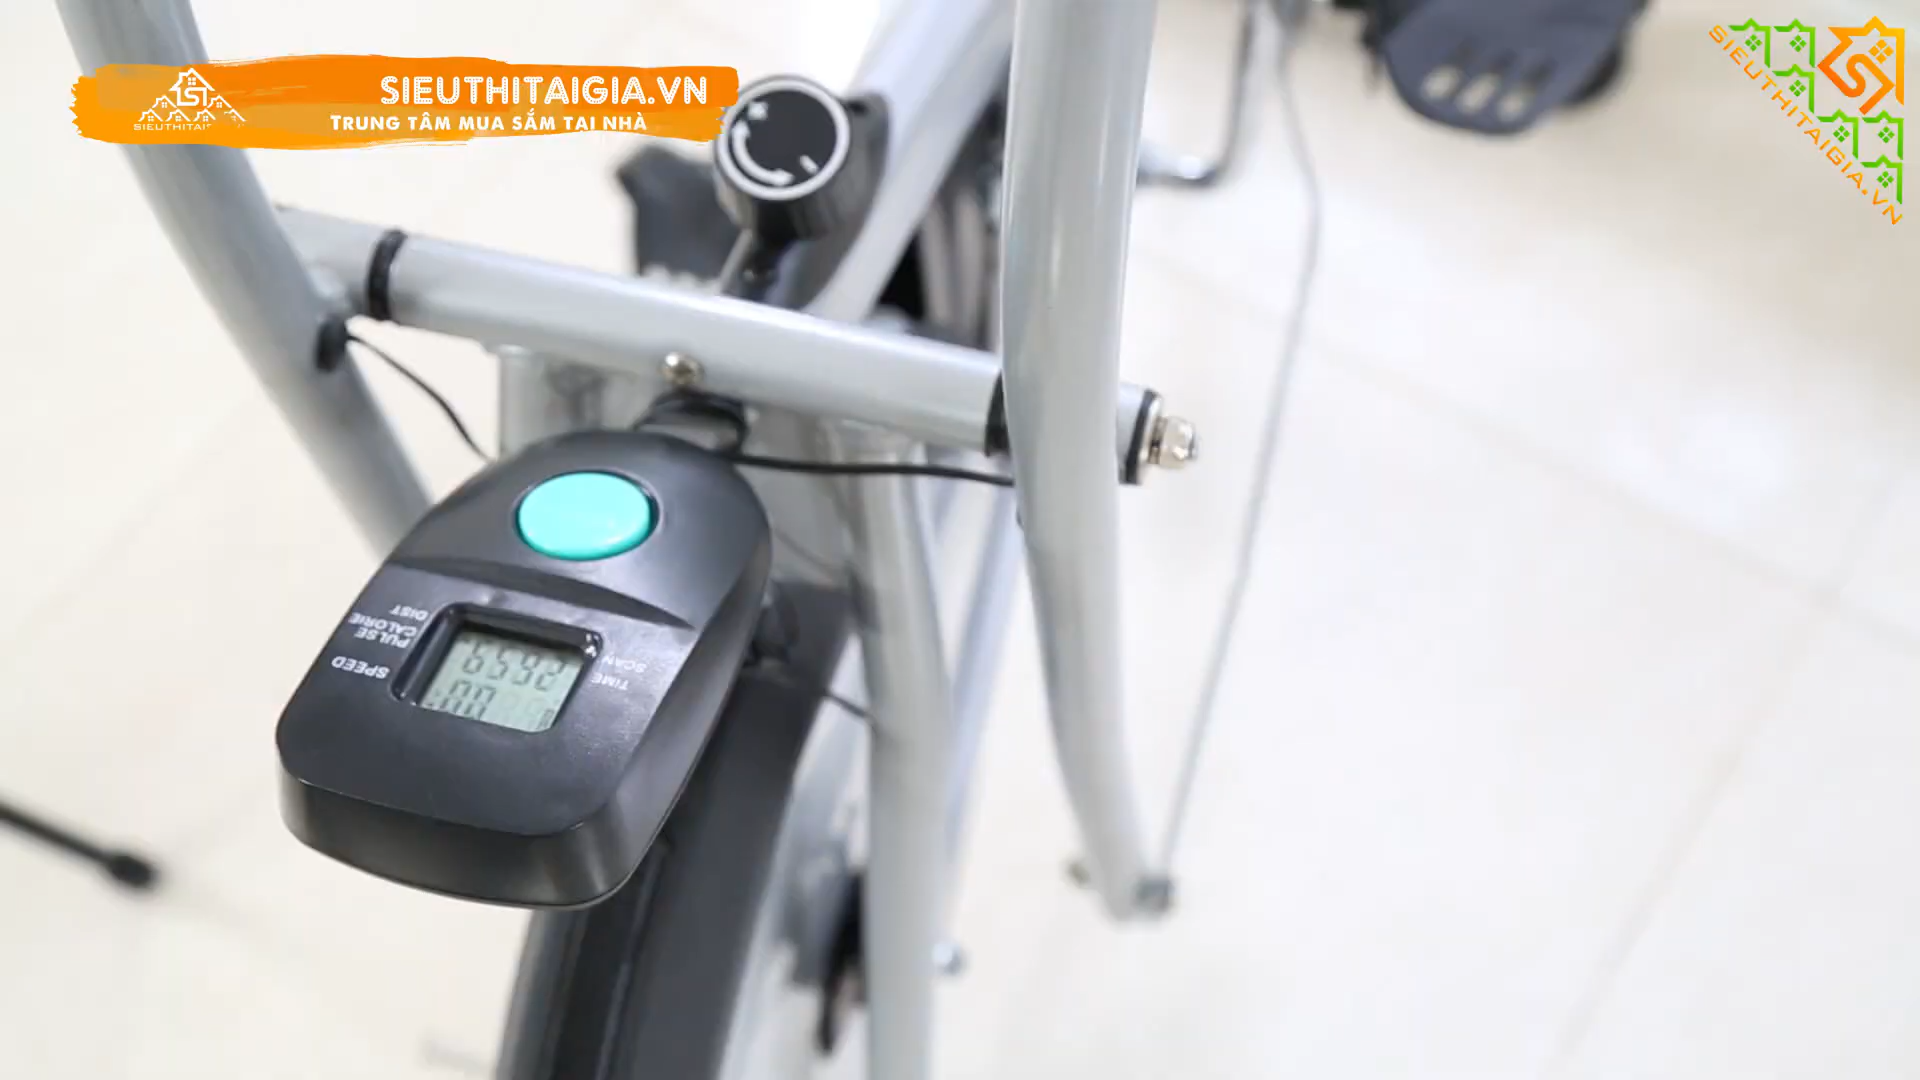 SIEUTHITAIGIA.VN
TRUNG TÂM MUA SẮM TẠI NHÀ
SIEUTHITAIGIA.VN
DIST
CALORIE
PULSE
SPEED
SCAN
TIME